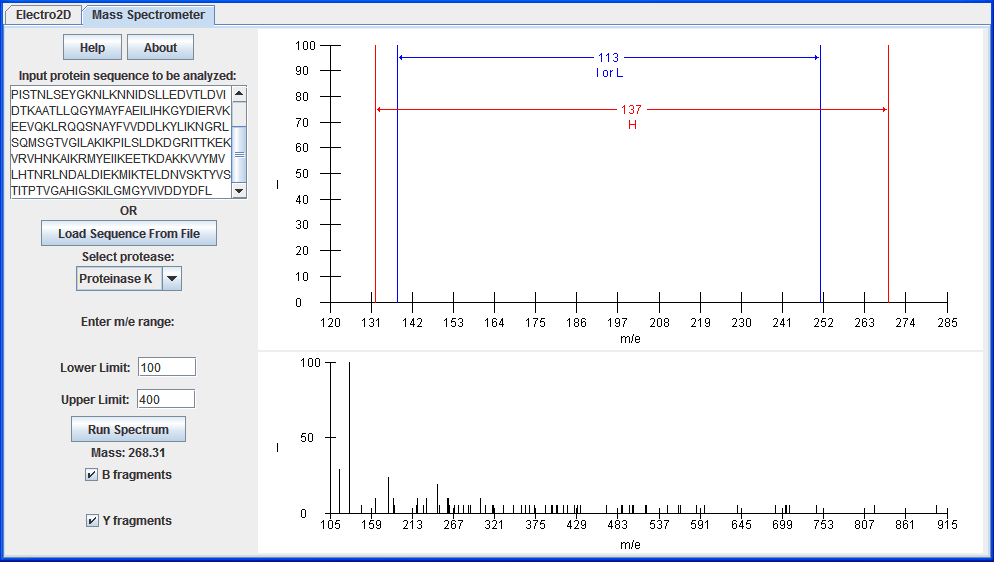 Electro2D
Mass Spectrometer
Help
About
Input protein sequence to be analyzed:
PISTNLSEYGKNLKNNIDSLLEDVTLDVI
DTKAATLLQGYMAYFAEILIHKGYDIERVK
EEVQKLRQQSNAYFVVDDLKYLIKNGRL
SQMSGTVGILAKIKPILSLDKDGRITTKEK
VRVHNKAIKRMYEIIKEETKDAKKVVYMV
LHTNRLNDALDIEKMIKTELDNVSKTYVS
TITPTVGAHIGSKILGMGYVIVDDYDFL
OR
Load Sequence From File
Select protease:
Proteinase K
Enter m/e range:
Lower Limit: 100
Upper Limit: 400
Run Spectrum
Mass: 268.31
B fragments
Y fragments
100
90
80
70
60
50
40
30
20
10
0
I
113
I or L
137
H
120 131 142 153 164 175 186 197 208 219 230 241 252 263 274 285
m/e
100
50
0
I
105 159 213 267 321 375 429 483 537 591 645 699 753 807 861 915
m/e